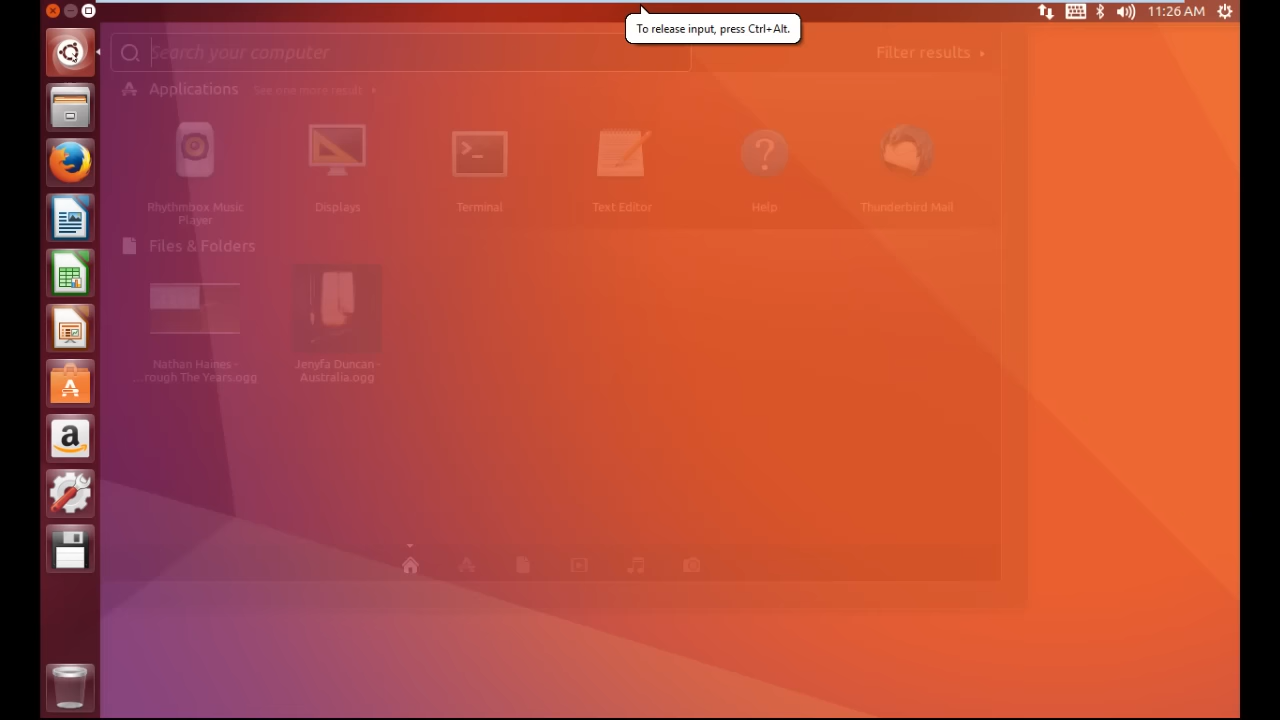 11:26 AM
To release input, press Ctrl+Alt.
Search your computer
Filter results
Applications
See one more result
Rhythmbox Music
Player
Displays
Terminal
Text Editor
Help
Thunderbird Mail
Files & Folders
Nathan Haines -
...rough The Years.ogg
Jenyfa Duncan -
Australia.ogg